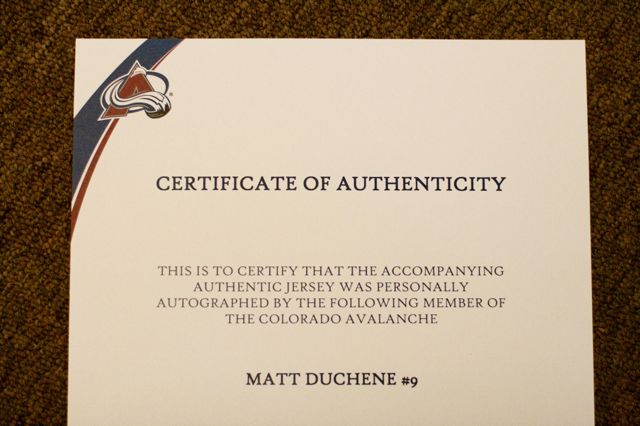 CERTIFICATE OF AUTHENTICITY
THIS IS TO CERTIFY THAT THE ACCOMPANYING
AUTHENTIC JERSEY WAS PERSONALLY
AUTOGRAPHED BY THE FOLLOWING MEMBER OF
THE COLORADO AVALANCHE
MATT DUCHENE #9